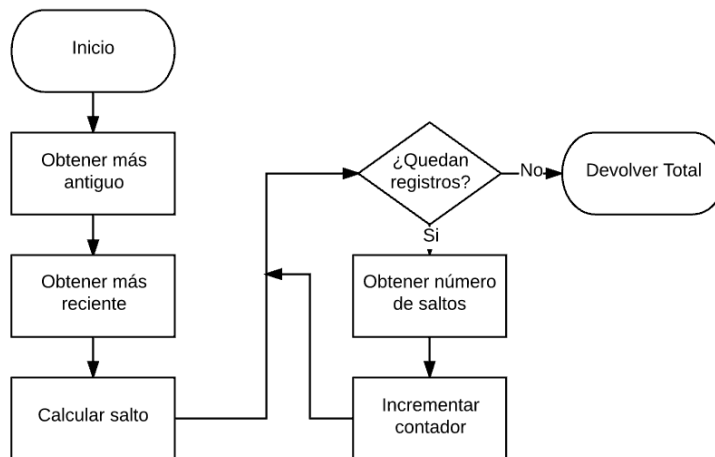 Inicio
Obtener más
antiguo
Obtener más
reciente
Calcular salto
¿Quedan
registros?
No
Devolver Total
Si
Obtener número
de saltos
Incrementar
contador